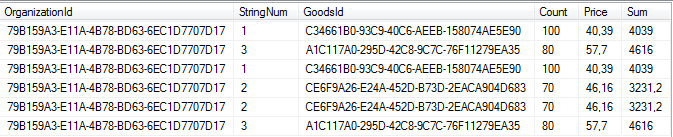 OrganizationId StringNum GoodsId Count Price Sum
79B159A3-E11A-4B78-BD63-6EC1D7707D17 1 C34661B0-93C9-40C6-AEEB-158074AE5E90 100 40,39 4039
79B159A3-E11A-4B78-BD63-6EC1D7707D17 3 A1C117A0-295D-42C8-9C7C-76F11279EA35 80 57,7 4616
79B159A3-E11A-4B78-BD63-6EC1D7707D17 1 C34661B0-93C9-40C6-AEEB-158074AE5E90 100 40,39 4039
79B159A3-E11A-4B78-BD63-6EC1D7707D17 2 CE6F9A26-E24A-452D-B73D-2EACA904D683 70 46,16 3231,2
79B159A3-E11A-4B78-BD63-6EC1D7707D17 2 CE6F9A26-E24A-452D-B73D-2EACA904D683 70 46,16 3231,2
79B159A3-E11A-4B78-BD63-6EC1D7707D17 3 A1C117A0-295D-42C8-9C7C-76F11279EA35 80 57,7 4616